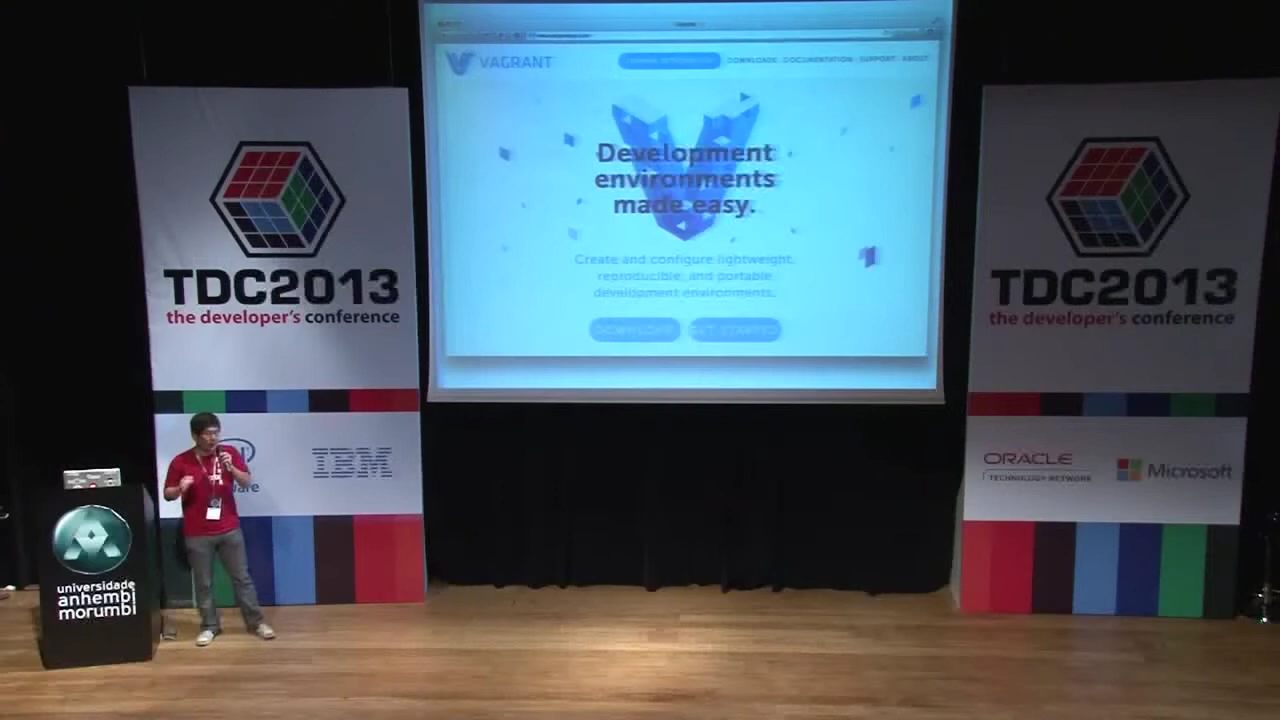 VAGRANT
DOWNLOADS DOCUMENTATION SUPPORT ABOUT
Development
environments
made easy.
Create and configure lightweight,
reproducible, and portable
development environments.
DOWNLOAD GET STARTED
TDC2013
the developer's conference
IBM
universidade
anhembi
morumbi
TDC2013
the developer's conference
ORACLE
TECHNOLOGY NETWORK
Microsoft